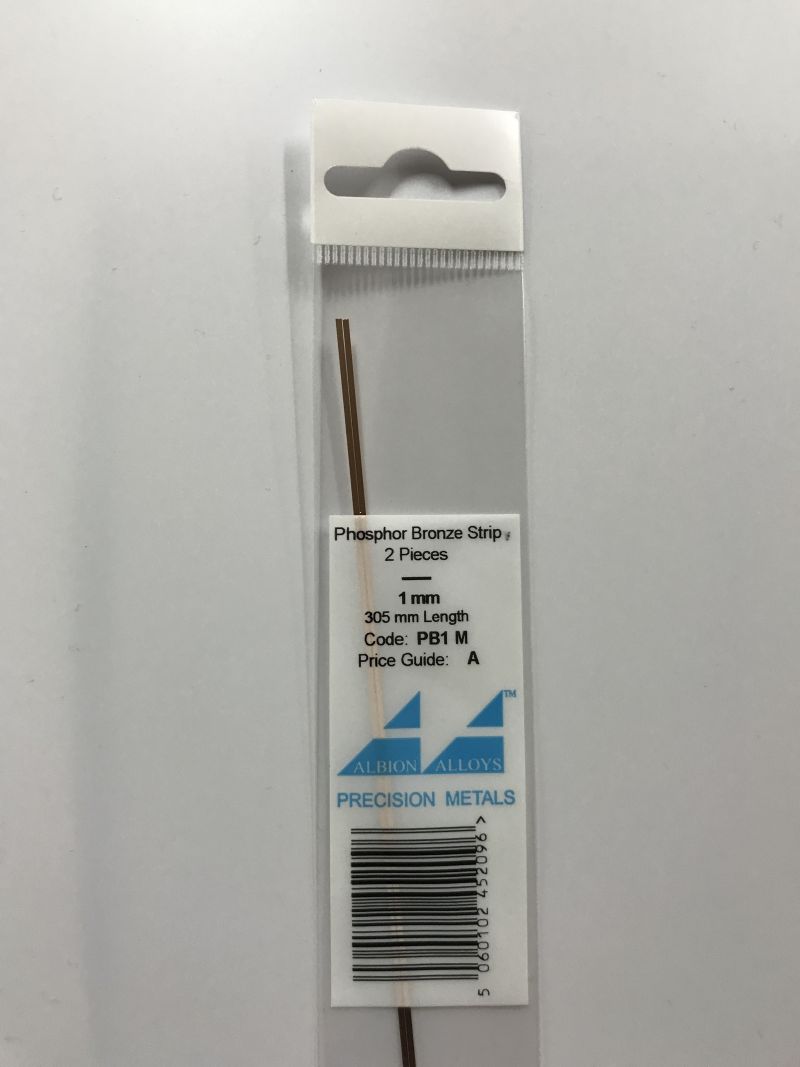 Phosphor Bronze Strip
2 Pieces
1 mm
305 mm Length
Code: PB1 M
Price Guide: A
TM
ALBION ALLOYS
PRECISION METALS
5 060102 452096 >